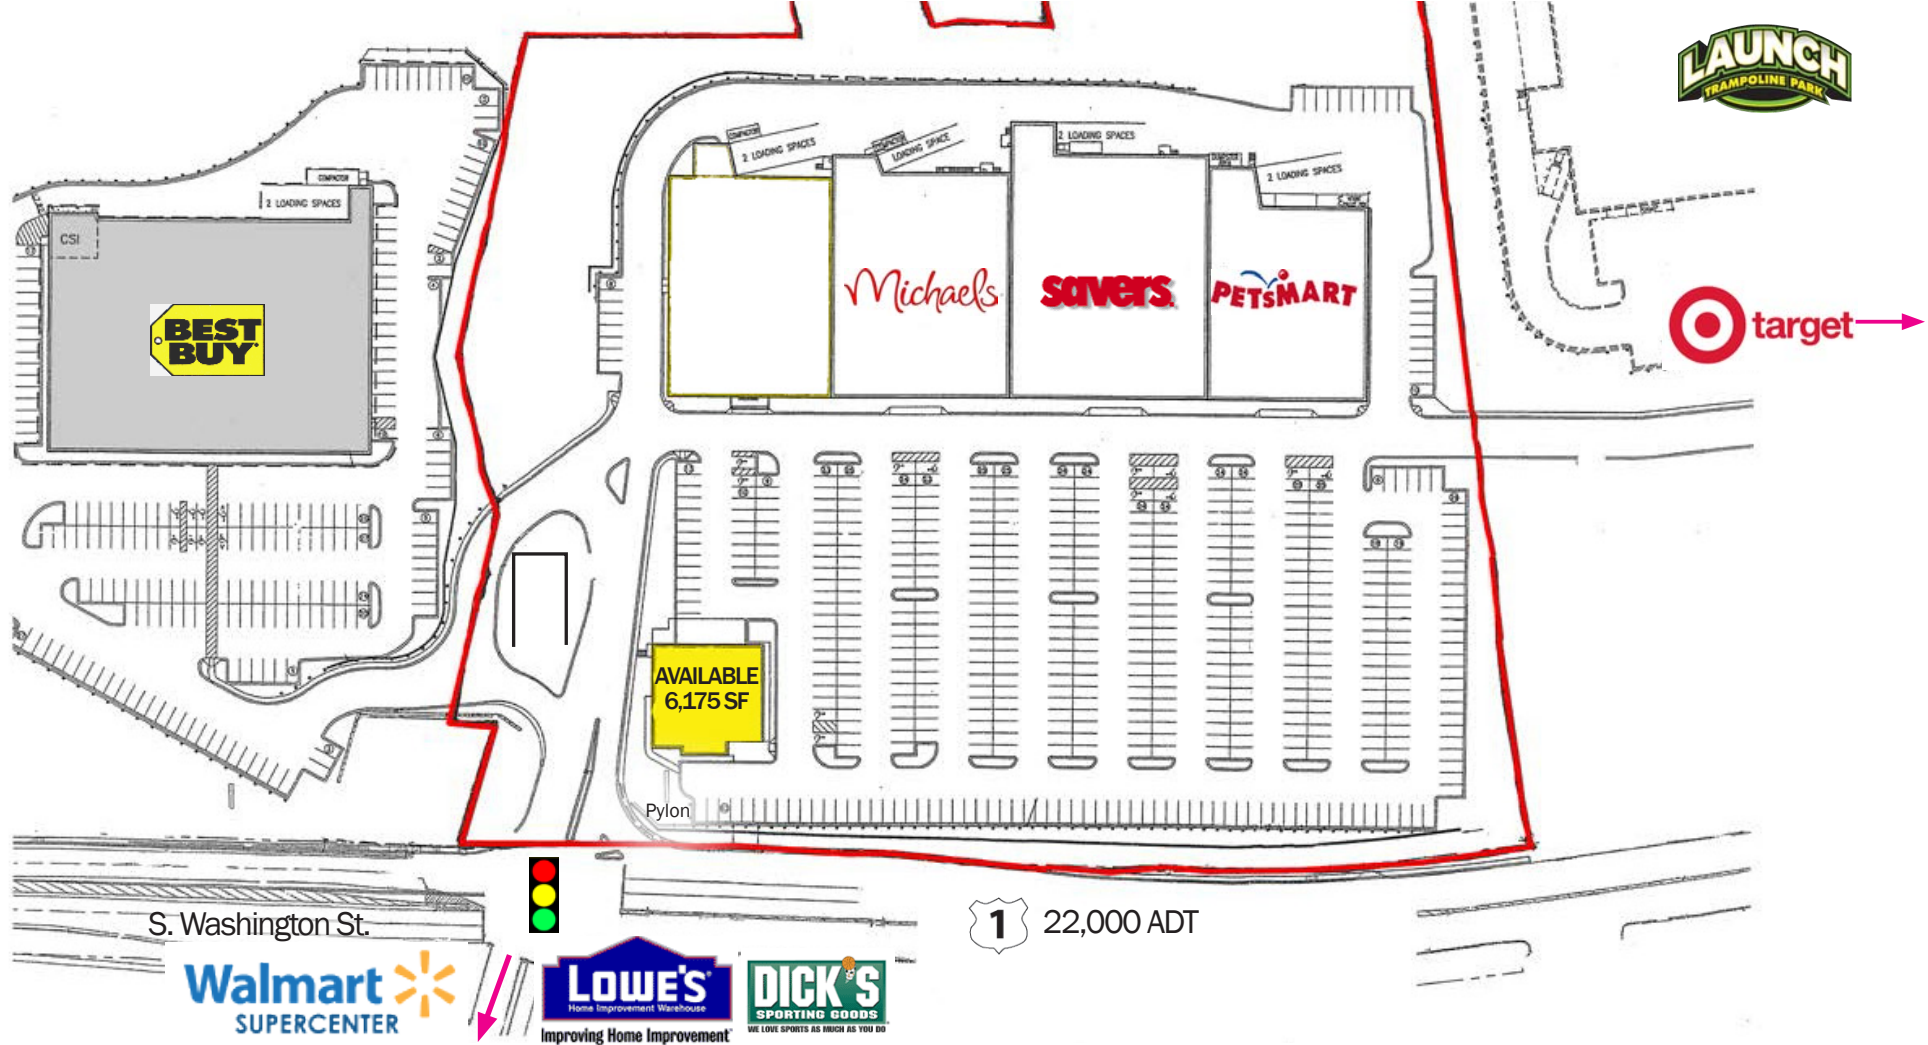 LAUNCH
TRAMPOLINE PARK
COMPACTOR
2 LOADING SPACES
COMPACTOR
LOADING SPACE
2 LOADING SPACES
2 LOADING SPACES
COMPACTOR
2 LOADING SPACES
CSI
BEST
BUY
Michaels
savers
PETSMART
target
AVAILABLE
6,175 SF
Pylon
S. Washington St.
1
22,000 ADT
Walmart
SUPERCENTER
LOWE'S
Home Improvement Warehouse
Improving Home Improvement
DICK'S
SPORTING GOODS
WE LOVE SPORTS AS MUCH AS YOU DO